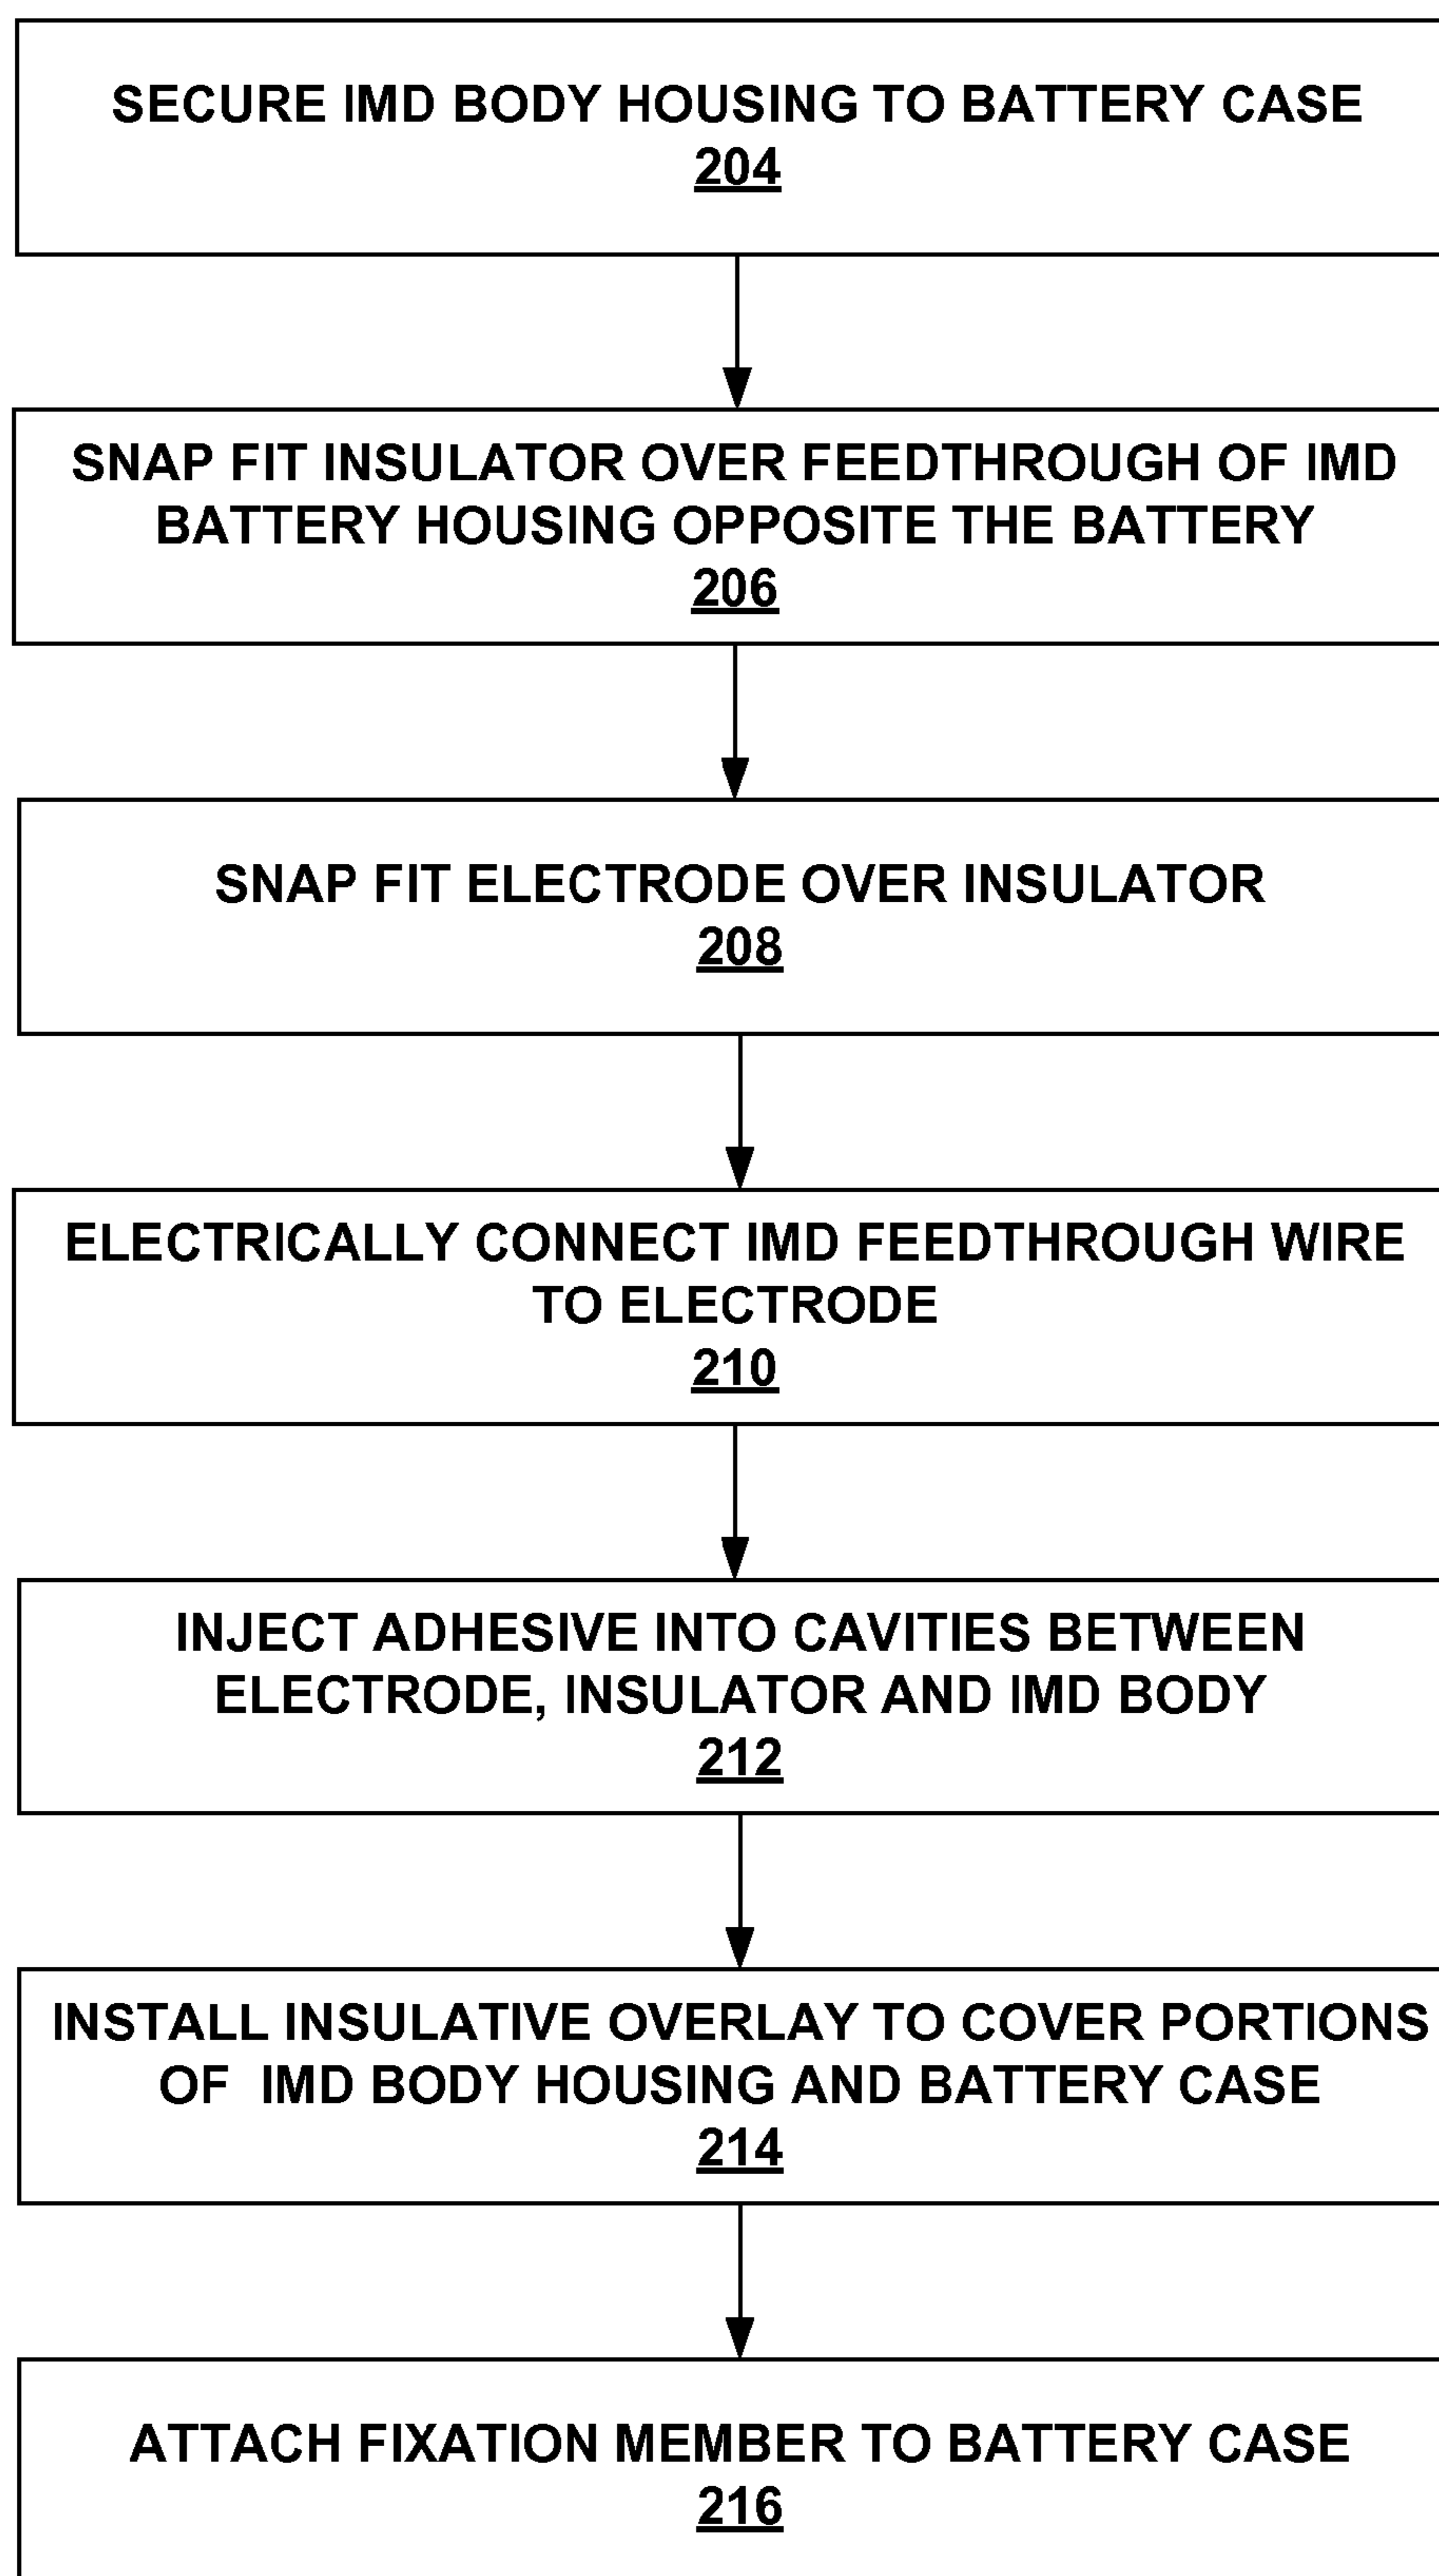 SECURE IMD BODY HOUSING TO BATTERY CASE
204
SNAP FIT INSULATOR OVER FEEDTHROUGH OF IMD
BATTERY HOUSING OPPOSITE THE BATTERY
206
SNAP FIT ELECTRODE OVER INSULATOR
208
ELECTRICALLY CONNECT IMD FEEDTHROUGH WIRE
TO ELECTRODE
210
INJECT ADHESIVE INTO CAVITIES BETWEEN
ELECTRODE, INSULATOR AND IMD BODY
212
INSTALL INSULATIVE OVERLAY TO COVER PORTIONS
OF IMD BODY HOUSING AND BATTERY CASE
214
ATTACH FIXATION MEMBER TO BATTERY CASE
216